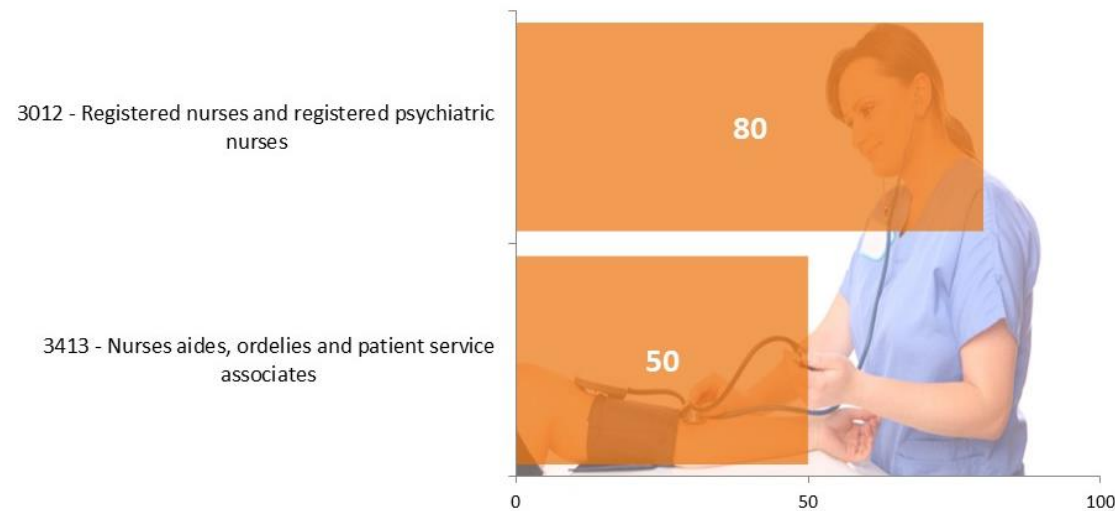 3012 - Registered nurses and registered psychiatric
nurses
80
3413 - Nurses aides, ordelies and patient service
associates
50
0
50
100